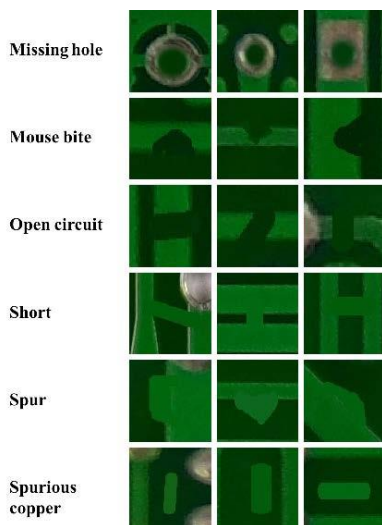 Missing hole
Mouse bite
Open circuit
Short
Spur
Spurious
copper